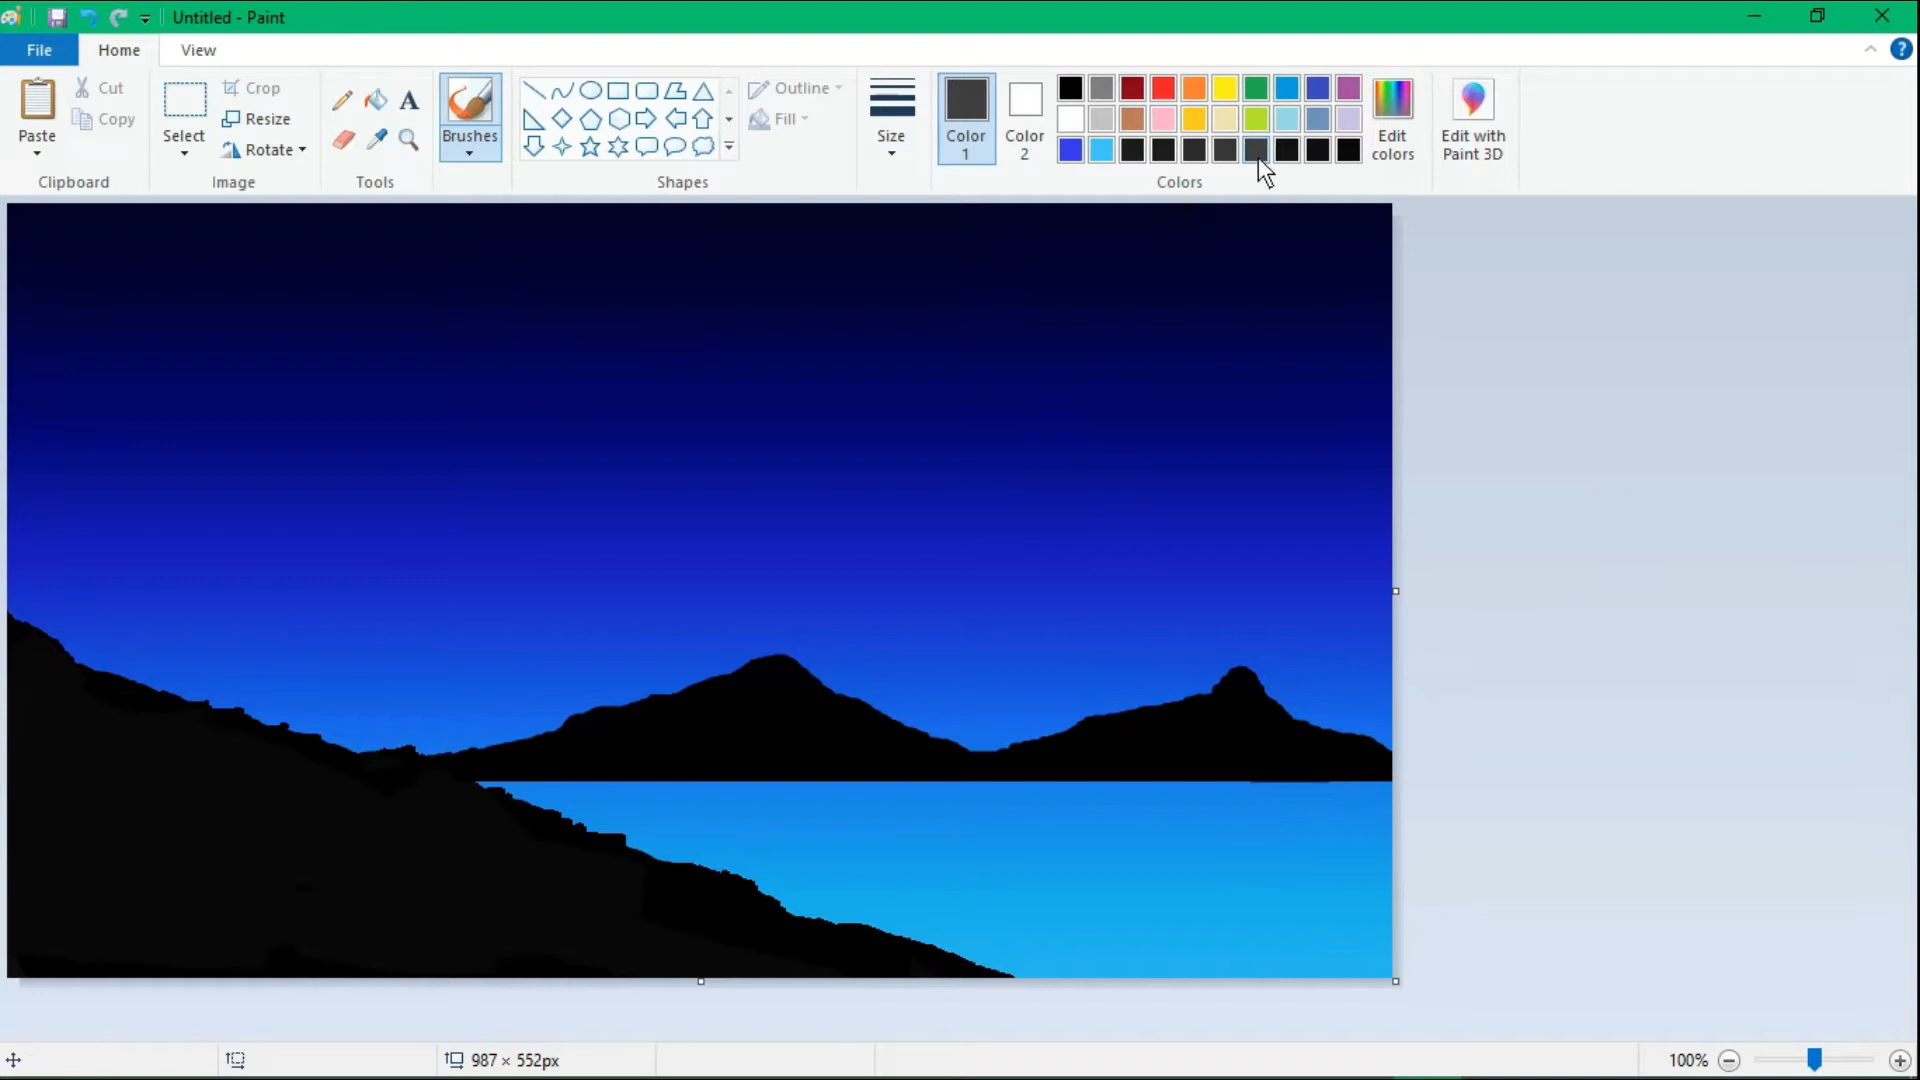 Untitled - Paint
File Home View
Paste Cut Copy Clipboard
Select Crop Resize Rotate Image
A Tools
Brushes
Shapes
Outline Fill
Size
Color 1 Color 2 Colors
Edit colors
Edit with Paint 3D
987 × 552px
100%